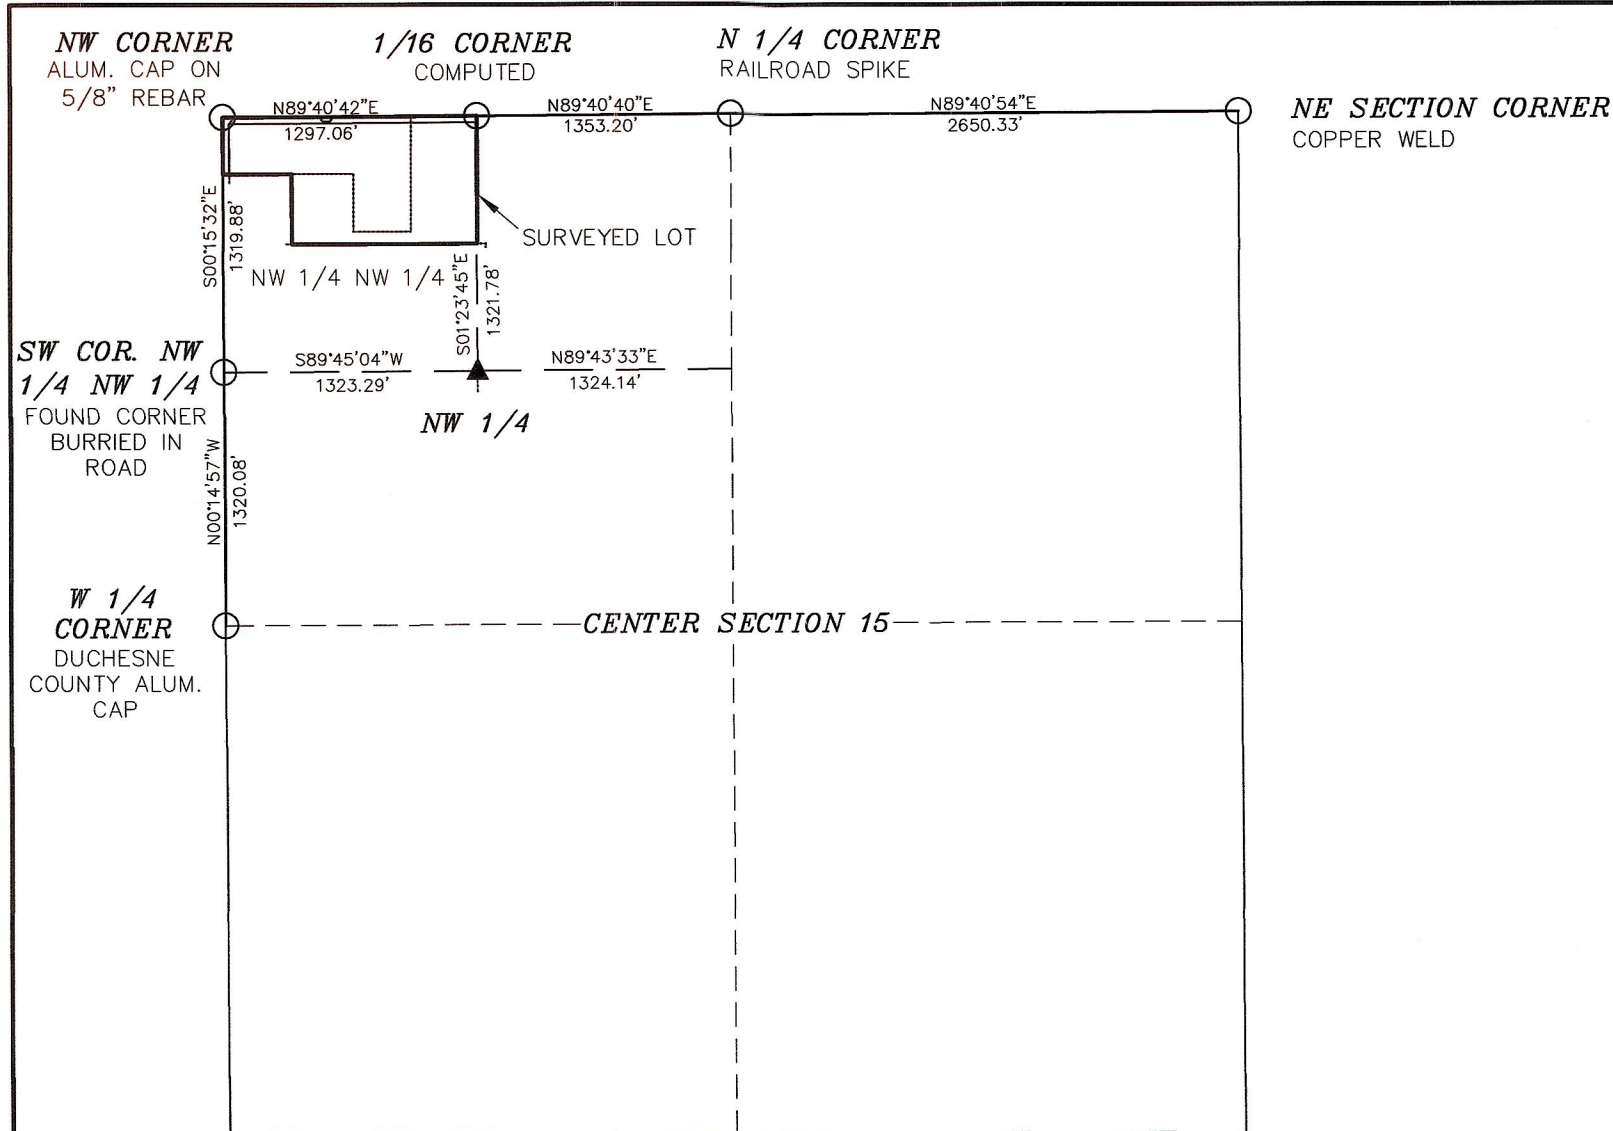 NW CORNER
ALUM. CAP ON
5/8" REBAR
1/16 CORNER
COMPUTED
N 1/4 CORNER
RAILROAD SPIKE
NE SECTION CORNER
COPPER WELD
N89°40'42"E
1297.06'
N89°40'40"E
1353.20'
N89°40'54"E
2650.33'
S00°15'32"E
1319.88'
SURVEYED LOT
NW 1/4 NW 1/4
S01°23'45"E
1321.78'
SW COR. NW
1/4 NW 1/4
FOUND CORNER
BURRIED IN
ROAD
S89°45'04"W
1323.29'
N89°43'33"E
1324.14'
NW 1/4
N00°14'57"W
1320.08'
W 1/4
CORNER
DUCHESNE
COUNTY ALUM.
CAP
CENTER SECTION 15